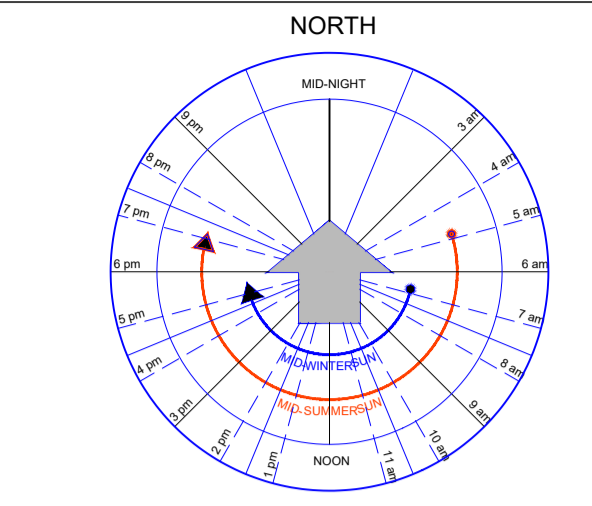 NORTH
MID-NIGHT
9 pm
3 am
8 pm
4 am
7 pm
5 am
6 pm
6 am
5 pm
7 am
4 pm
8 am
MID-WINTER SUN
MID-SUMMER SUN
3 pm
9 am
2 pm
10 am
NOON
1 pm
11 am